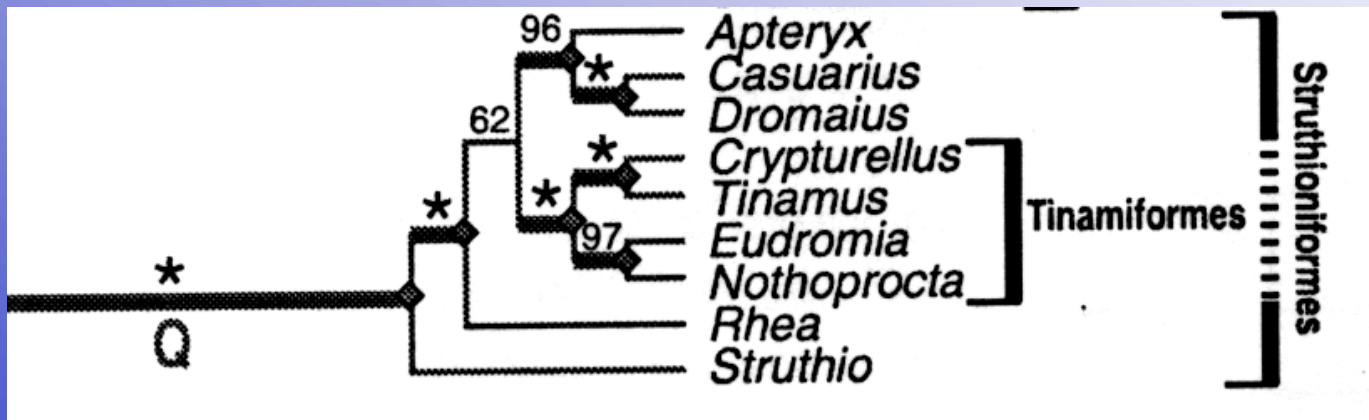 96
Apteryx
*
Casuarius
Dromaius
62
*
Crypturellus
*
Tinamus
*
97
Eudromia
Nothoprocta
Tinamiformes
*
Q
Rhea
Struthio
Struthioniformes